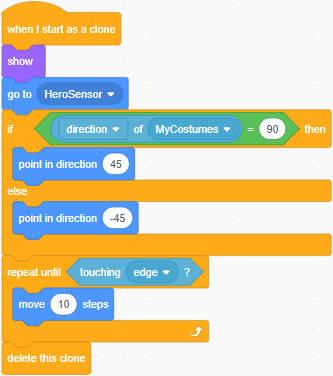 when I start as a clone
show
go to HeroSensor
if direction of MyCostumes = 90 then
point in direction 45
else
point in direction -45
repeat until touching edge ?
move 10 steps
delete this clone